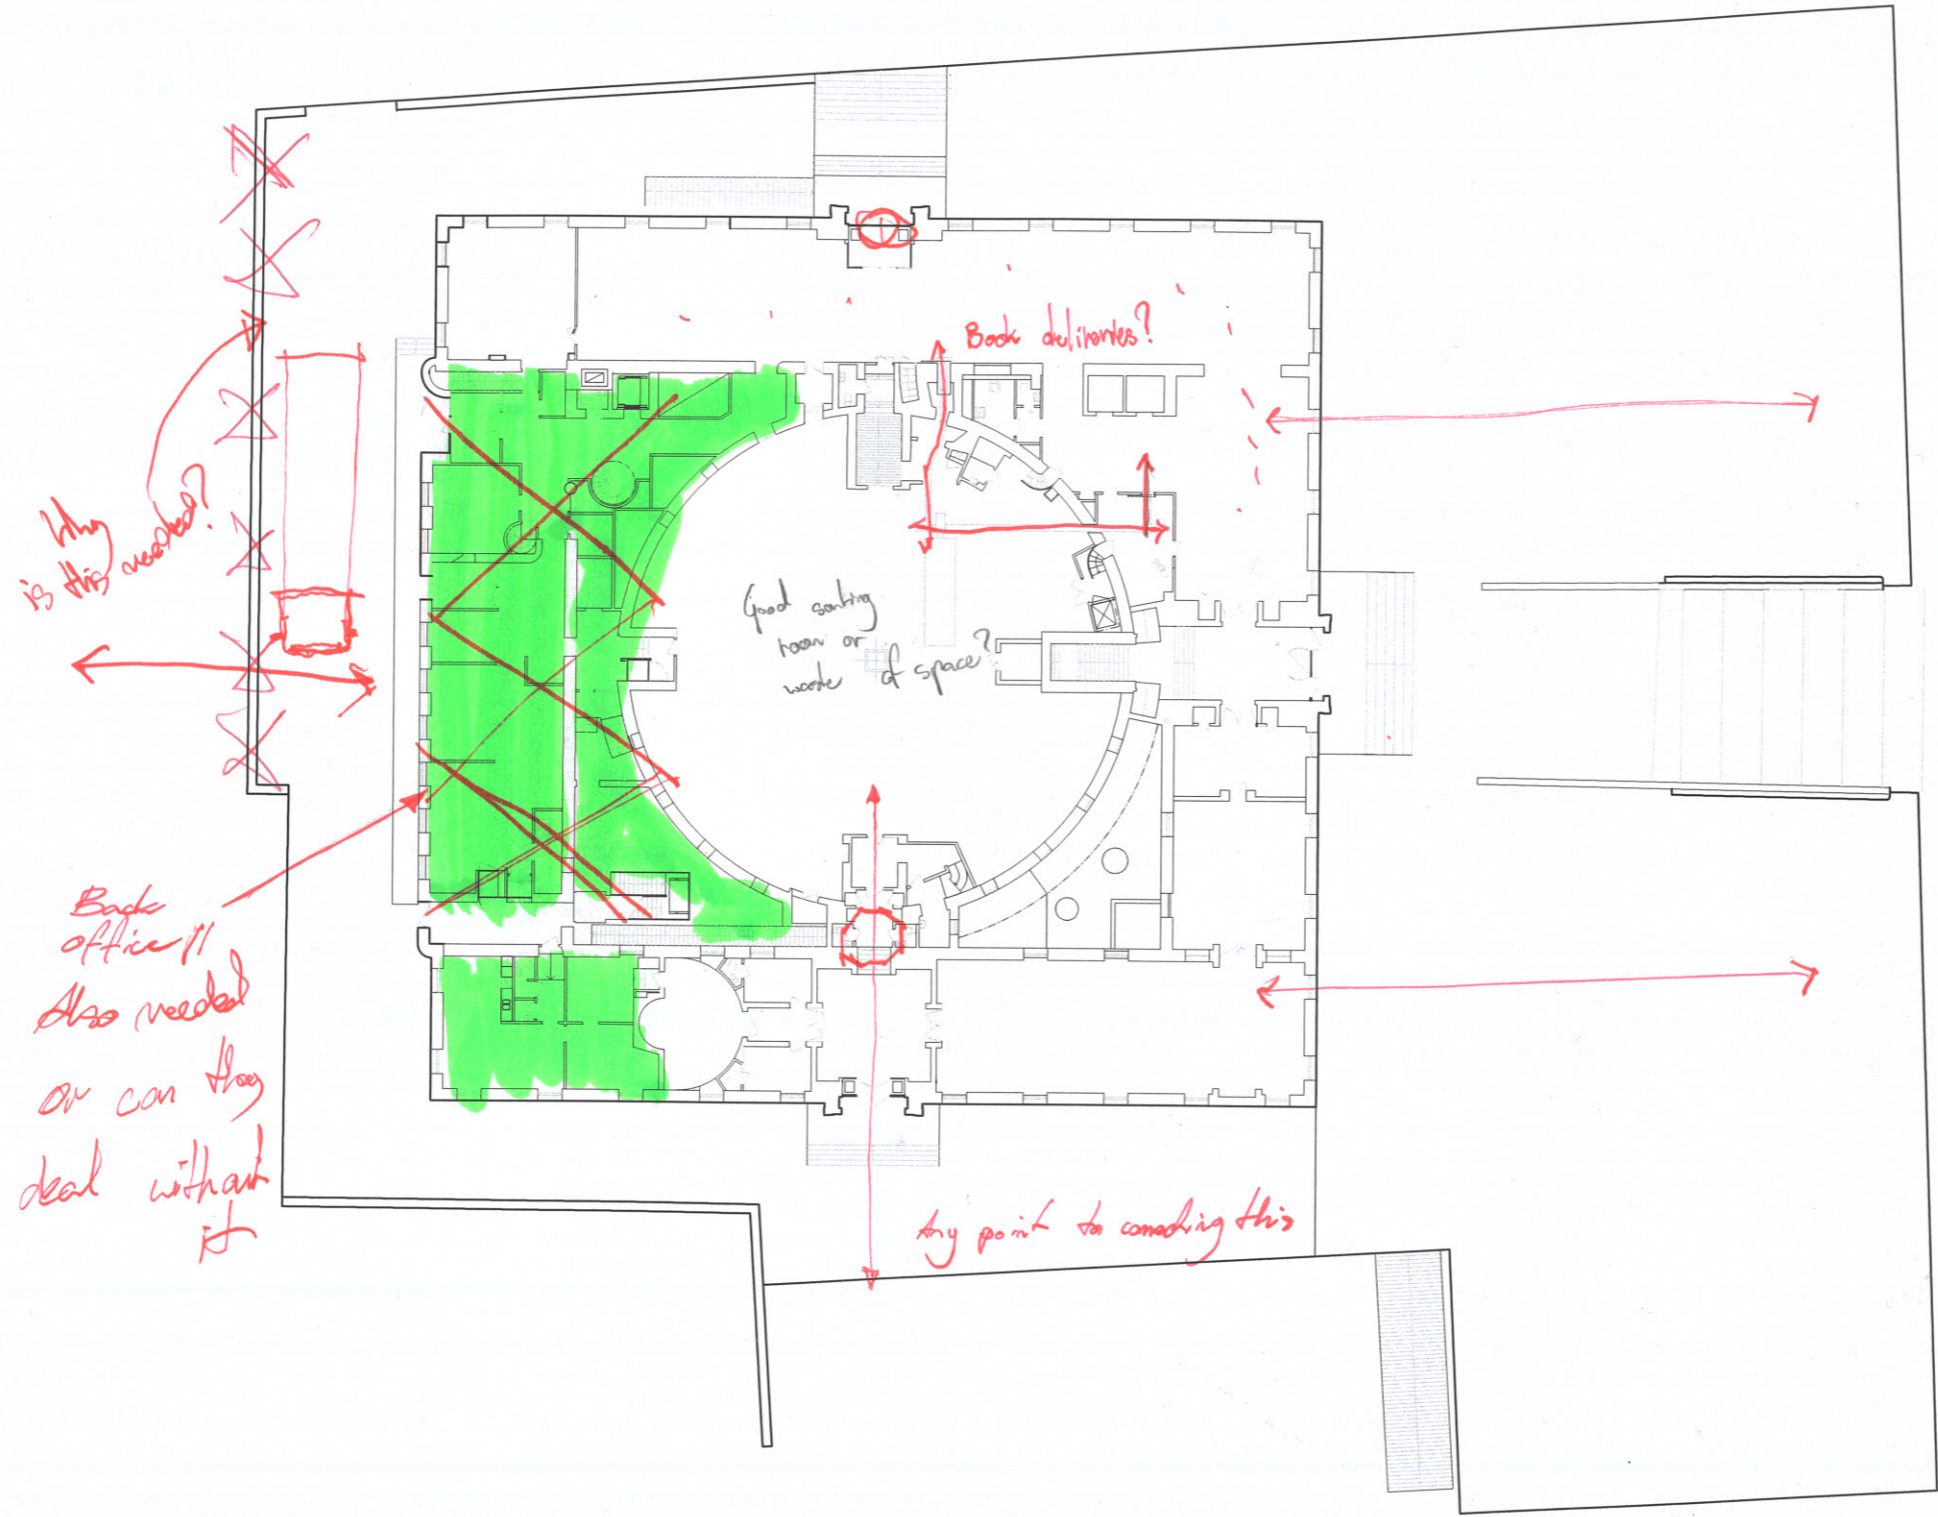 Book deliveries?
Why
is this needed?
Good sorting
room or
waste of space?
Back
office //
Also needed
or can they
deal without
it
Any point to connecting this